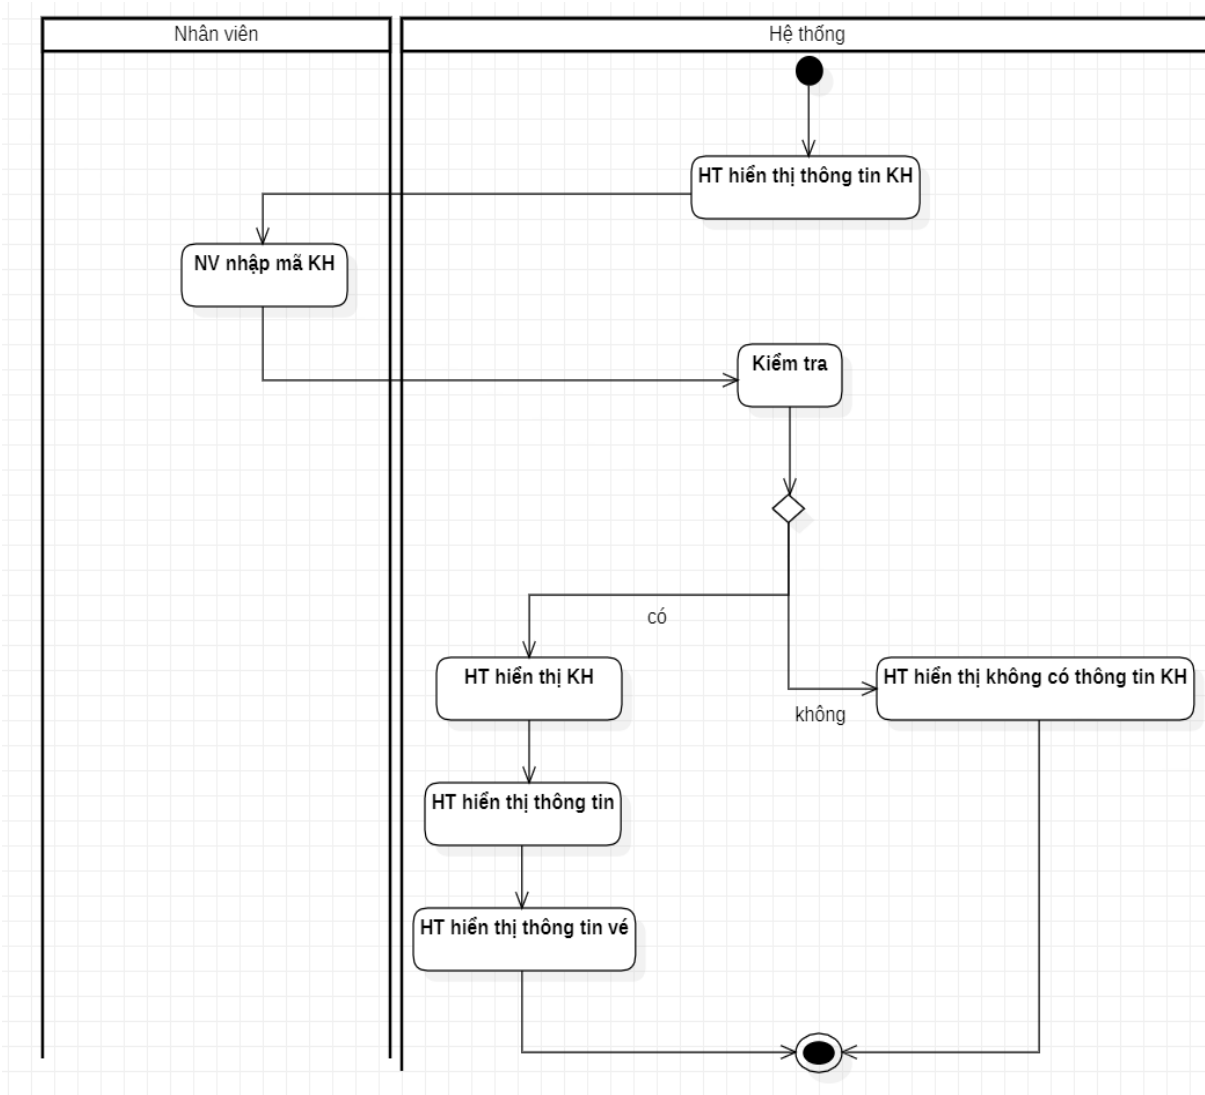 Nhân viên
Hệ thống
HT hiển thị thông tin KH
NV nhập mã KH
Kiểm tra
có
HT hiển thị KH
HT hiển thị không có thông tin KH
không
HT hiển thị thông tin
HT hiển thị thông tin vé